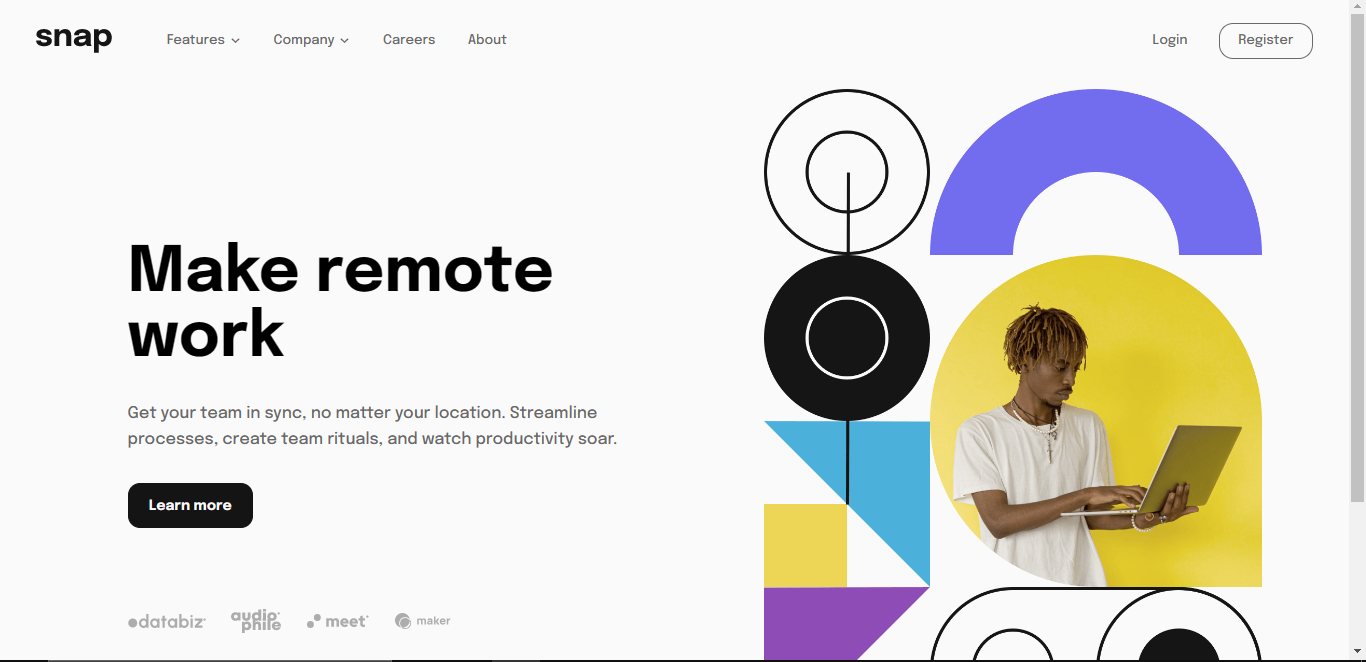 snap Features Company Careers About Login Register
Make remote
work
Get your team in sync, no matter your location. Streamline
processes, create team rituals, and watch productivity soar.
Learn more
databiz audiophile meet maker